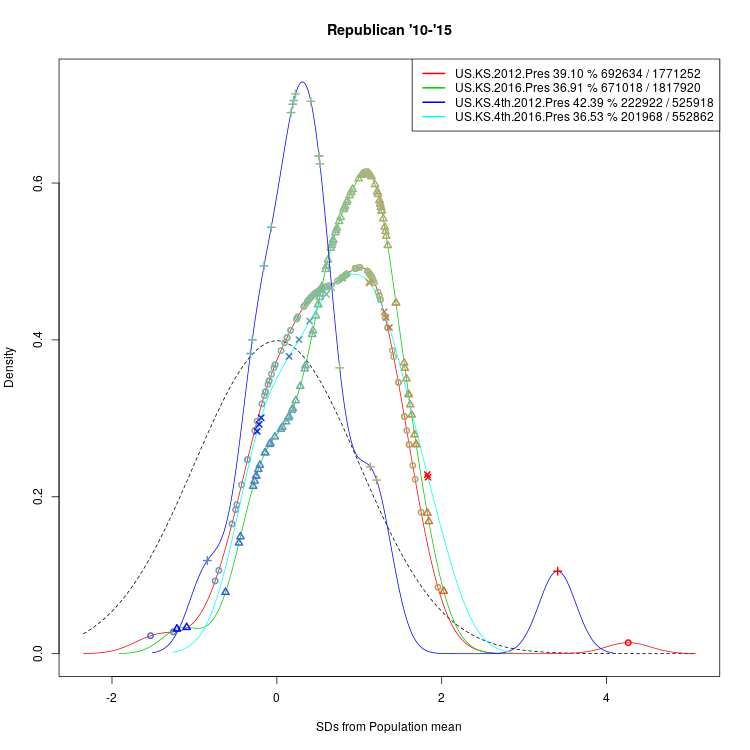 Republican '10-'15
US.KS.2012.Pres 39.10 % 692634 / 1771252
US.KS.2016.Pres 36.91 % 671018 / 1817920
US.KS.4th.2012.Pres 42.39 % 222922 / 525918
US.KS.4th.2016.Pres 36.53 % 201968 / 552862
Density
0.6
0.4
0.2
0.0
-2 0 2 4
SDs from Population mean